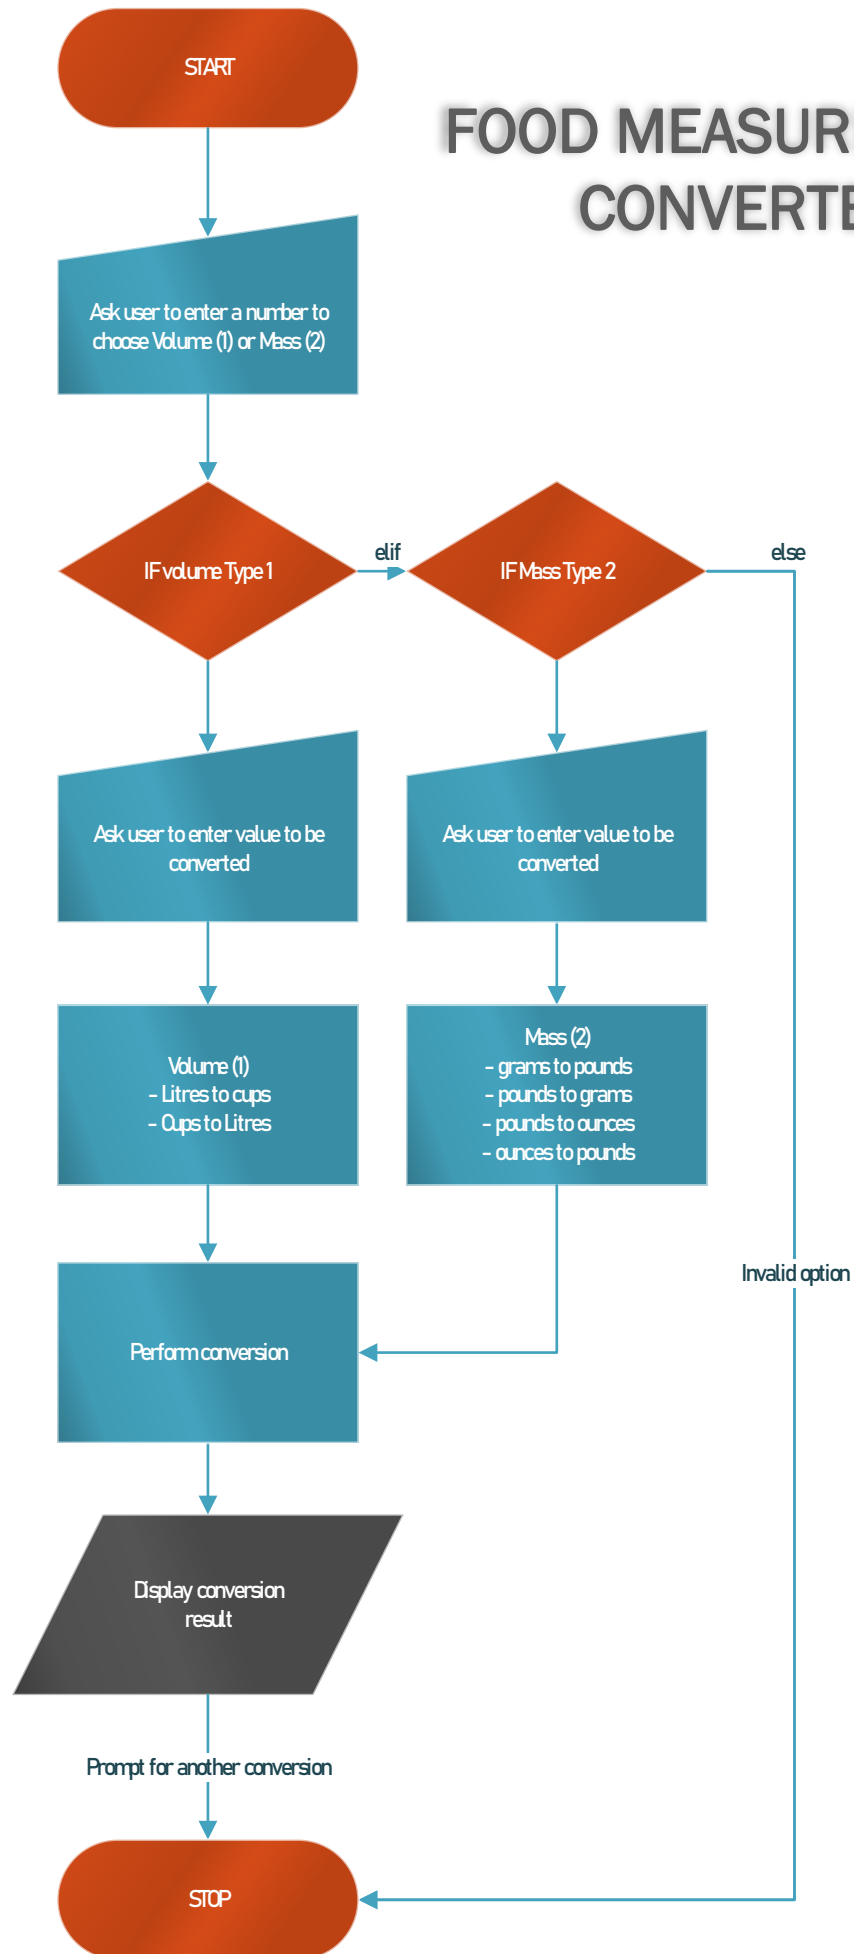 START
FOOD MEASUR
CONVERTE
Ask user to enter a number to
choose Volume (1) or Mass (2)
IF volume Type 1
elif
IF Mass Type 2
else
Ask user to enter value to be
converted
Ask user to enter value to be
converted
Volume (1)
- Litres to cups
- Cups to Litres
Mass (2)
- grams to pounds
- pounds to grams
- pounds to ounces
- ounces to pounds
Invalid option
Perform conversion
Display conversion
result
Prompt for another conversion
STOP